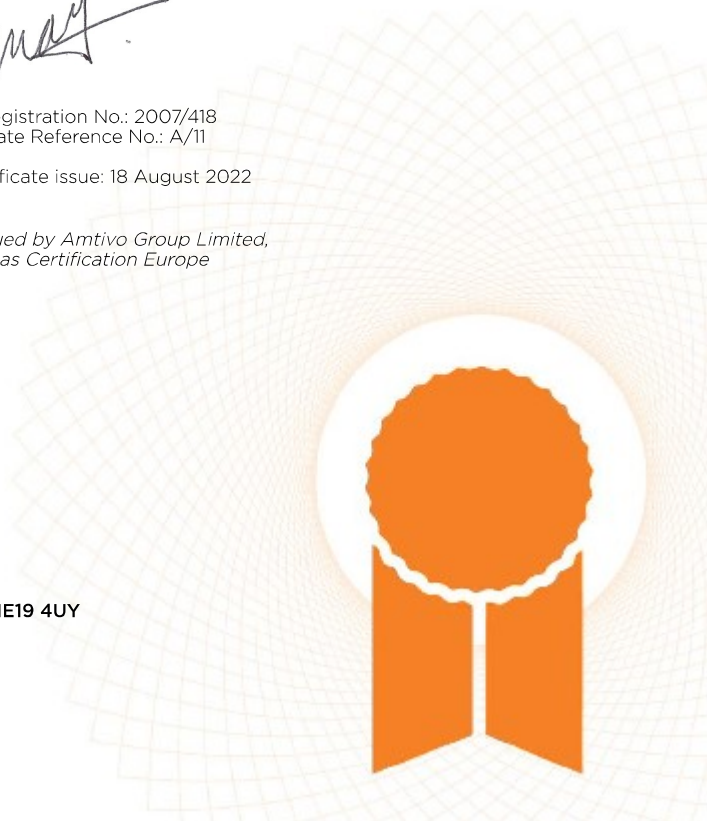 gistration No.: 2007/418
ate Reference No.: A/11
ficate issue: 18 August 2022
ued by Amtivo Group Limited,
as Certification Europe
E19 4UY